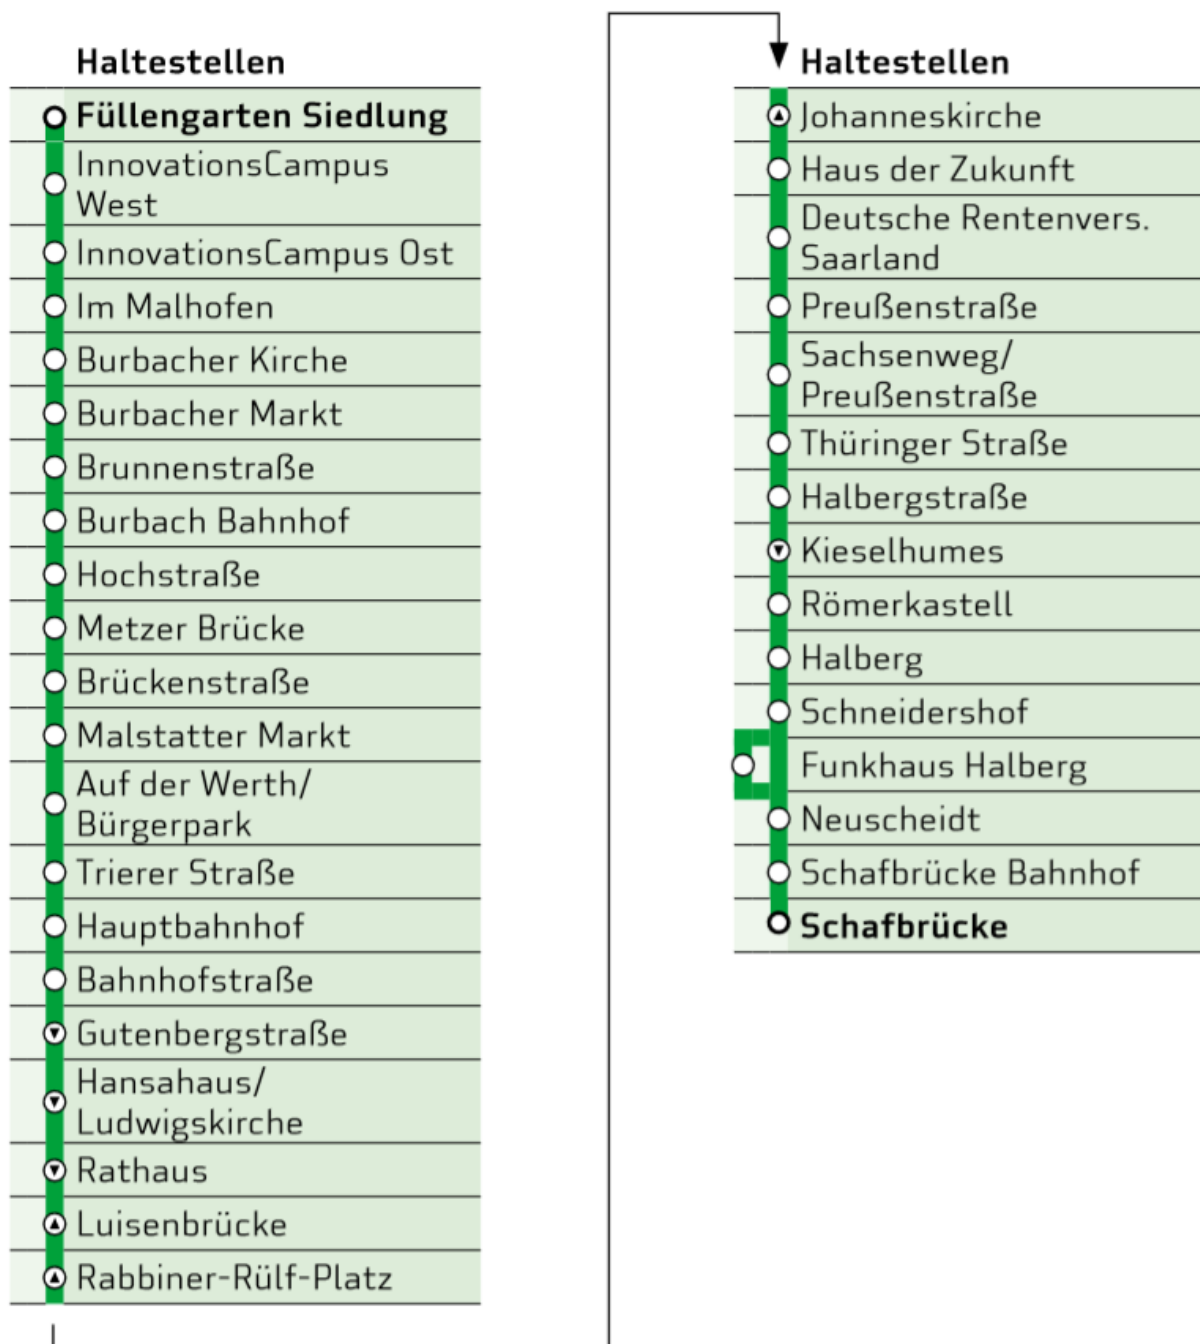 Haltestellen
Füllengarten Siedlung
InnovationsCampus
West
InnovationsCampus Ost
Im Malhofen
Burbacher Kirche
Burbacher Markt
Brunnenstraße
Burbach Bahnhof
Hochstraße
Metzer Brücke
Brückenstraße
Malstatter Markt
Auf der Werth/
Bürgerpark
Trierer Straße
Hauptbahnhof
Bahnhofstraße
Gutenbergstraße
Hansahaus/
Ludwigskirche
Rathaus
Luisenbrücke
Rabbiner-Rülf-Platz
Haltestellen
Johanneskirche
Haus der Zukunft
Deutsche Rentenvers.
Saarland
Preußenstraße
Sachsenweg/
Preußenstraße
Thüringer Straße
Halbergstraße
Kieselhumes
Römerkastell
Halberg
Schneidershof
Funkhaus Halberg
Neuscheidt
Schafbrücke Bahnhof
Schafbrücke